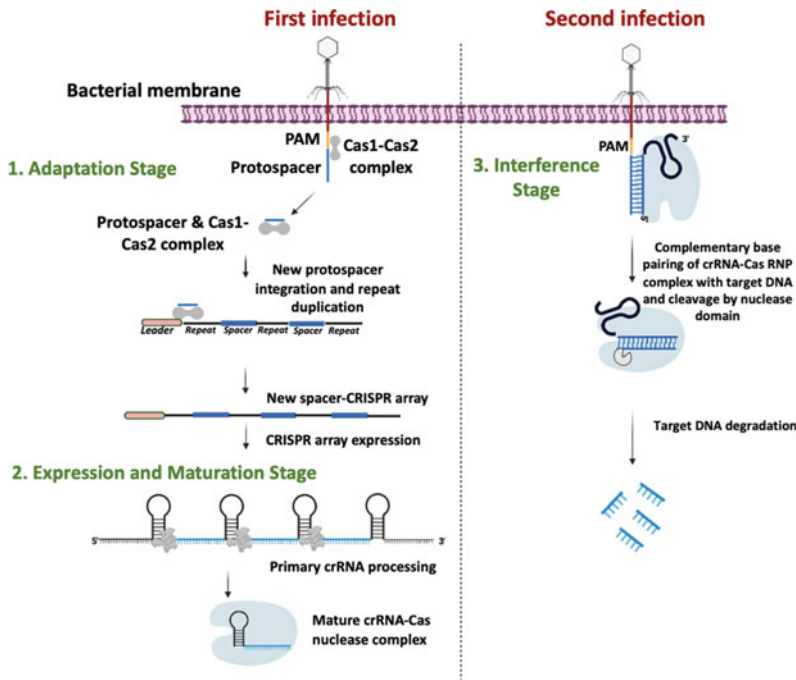 First infection
Second infection
Bacterial membrane
PAM
Cas1-Cas2
complex
Protospacer
1. Adaptation Stage
Protospacer & Cas1-
Cas2 complex
New protospacer
integration and repeat
duplication
Leader Repeat Spacer Repeat Spacer Repeat
New spacer-CRISPR array
CRISPR array expression
2. Expression and Maturation Stage
5' 3'
Primary crRNA processing
Mature crRNA-Cas
nuclease complex
PAM
3'
5'
3. Interference
Stage
Complementary base
pairing of crRNA-Cas RNP
complex with target DNA
and cleavage by nuclease
domain
Target DNA degradation